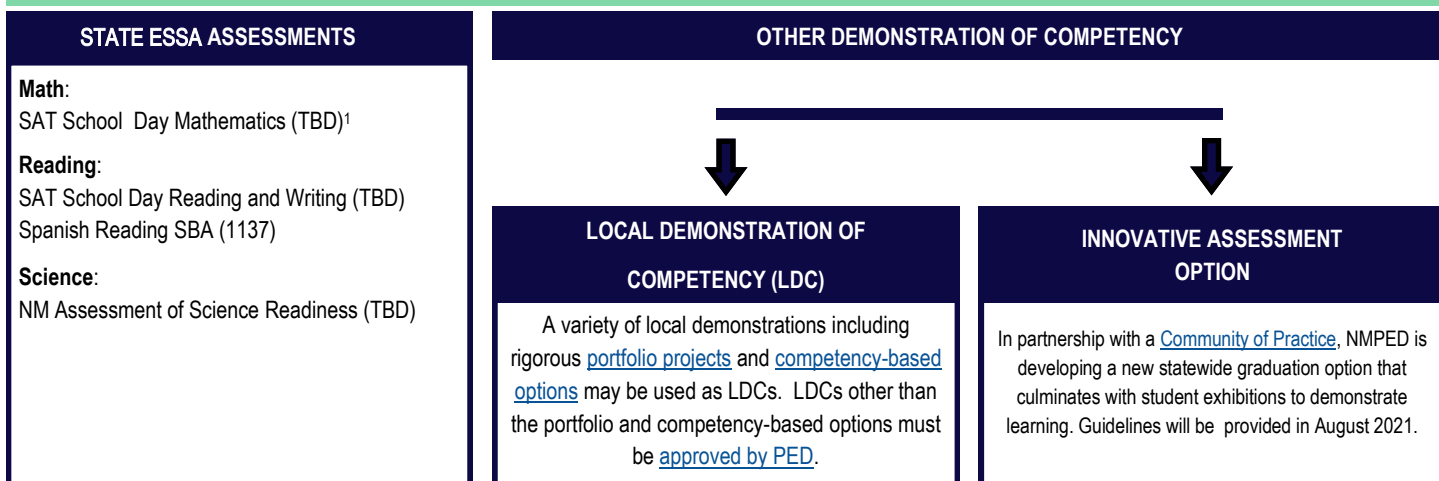 STATE ESSA ASSESSMENTS
Math:
SAT School Day Mathematics (TBD)¹
Reading:
SAT School Day Reading and Writing (TBD)
Spanish Reading SBA (1137)
Science:
NM Assessment of Science Readiness (TBD)
OTHER DEMONSTRATION OF COMPETENCY
LOCAL DEMONSTRATION OF
COMPETENCY (LDC)
A variety of local demonstrations including
rigorous portfolio projects and competency-based
options may be used as LDCs. LDCs other than
the portfolio and competency-based options must
be approved by PED.
INNOVATIVE ASSESSMENT
OPTION
In partnership with a Community of Practice, NMPED is
developing a new statewide graduation option that
culminates with student exhibitions to demonstrate
learning. Guidelines will be provided in August 2021.